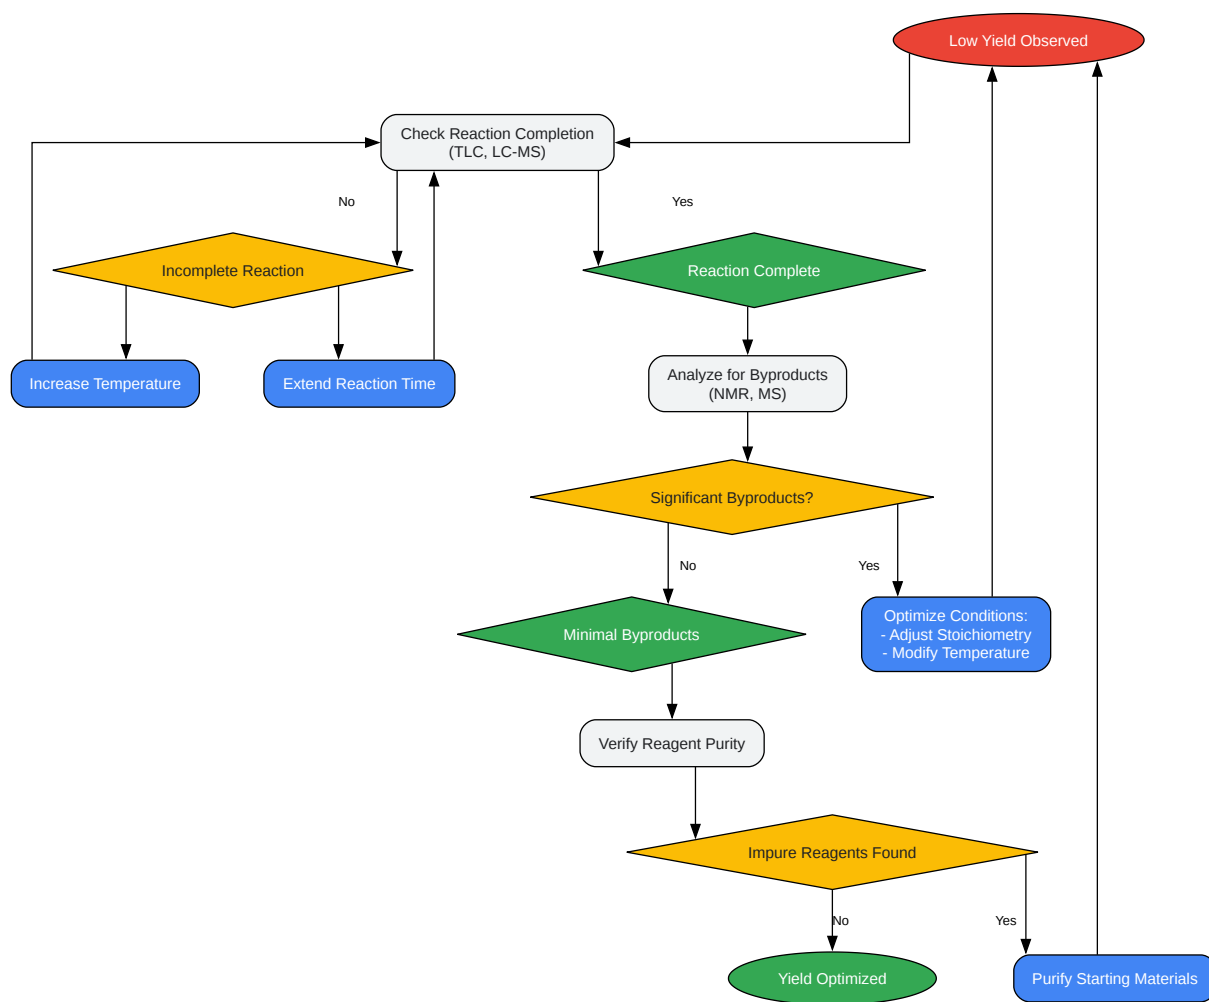 Low Yield Observed
Check Reaction Completion
(TLC, LC-MS)
No
Yes
Incomplete Reaction
Reaction Complete
Increase Temperature
Extend Reaction Time
Analyze for Byproducts
(NMR, MS)
Significant Byproducts?
No
Yes
Minimal Byproducts
Optimize Conditions:
- Adjust Stoichiometry
- Modify Temperature
Verify Reagent Purity
Impure Reagents Found
No
Yes
Yield Optimized
Purify Starting Materials